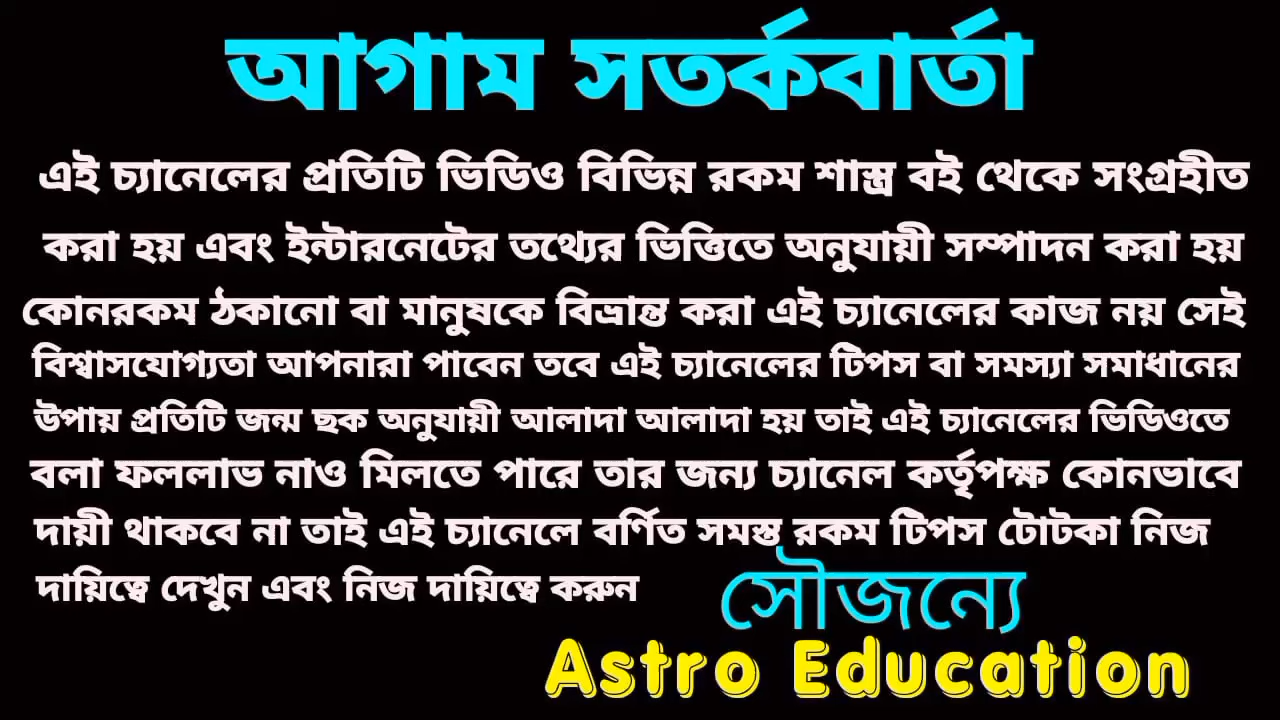 আগাম সতর্কবার্তা
এই চ্যানেলের প্রতিটি ভিডিও বিভিন্ন রকম শাস্ত্র বই থেকে সংগ্রহীত
করা হয় এবং ইন্টারনেটের তথ্যের ভিত্তিতে অনুযায়ী সম্পাদন করা হয়
কোনরকম ঠকানো বা মানুষকে বিভ্রান্ত করা এই চ্যানেলের কাজ নয় সেই
বিশ্বাসযোগ্যতা আপনারা পাবেন তবে এই চ্যানেলের টিপস বা সমস্যা সমাধানের
উপায় প্রতিটি জন্ম ছক অনুযায়ী আলাদা আলাদা হয় তাই এই চ্যানেলের ভিডিওতে
বলা ফললাভ নাও মিলতে পারে তার জন্য চ্যানেল কর্তৃপক্ষ কোনভাবে
দায়ী থাকবে না তাই এই চ্যানেলে বর্ণিত সমস্ত রকম টিপস টোটকা নিজ
দায়িত্বে দেখুন এবং নিজ দায়িত্বে করুন
সৌজন্যে
Astro Education